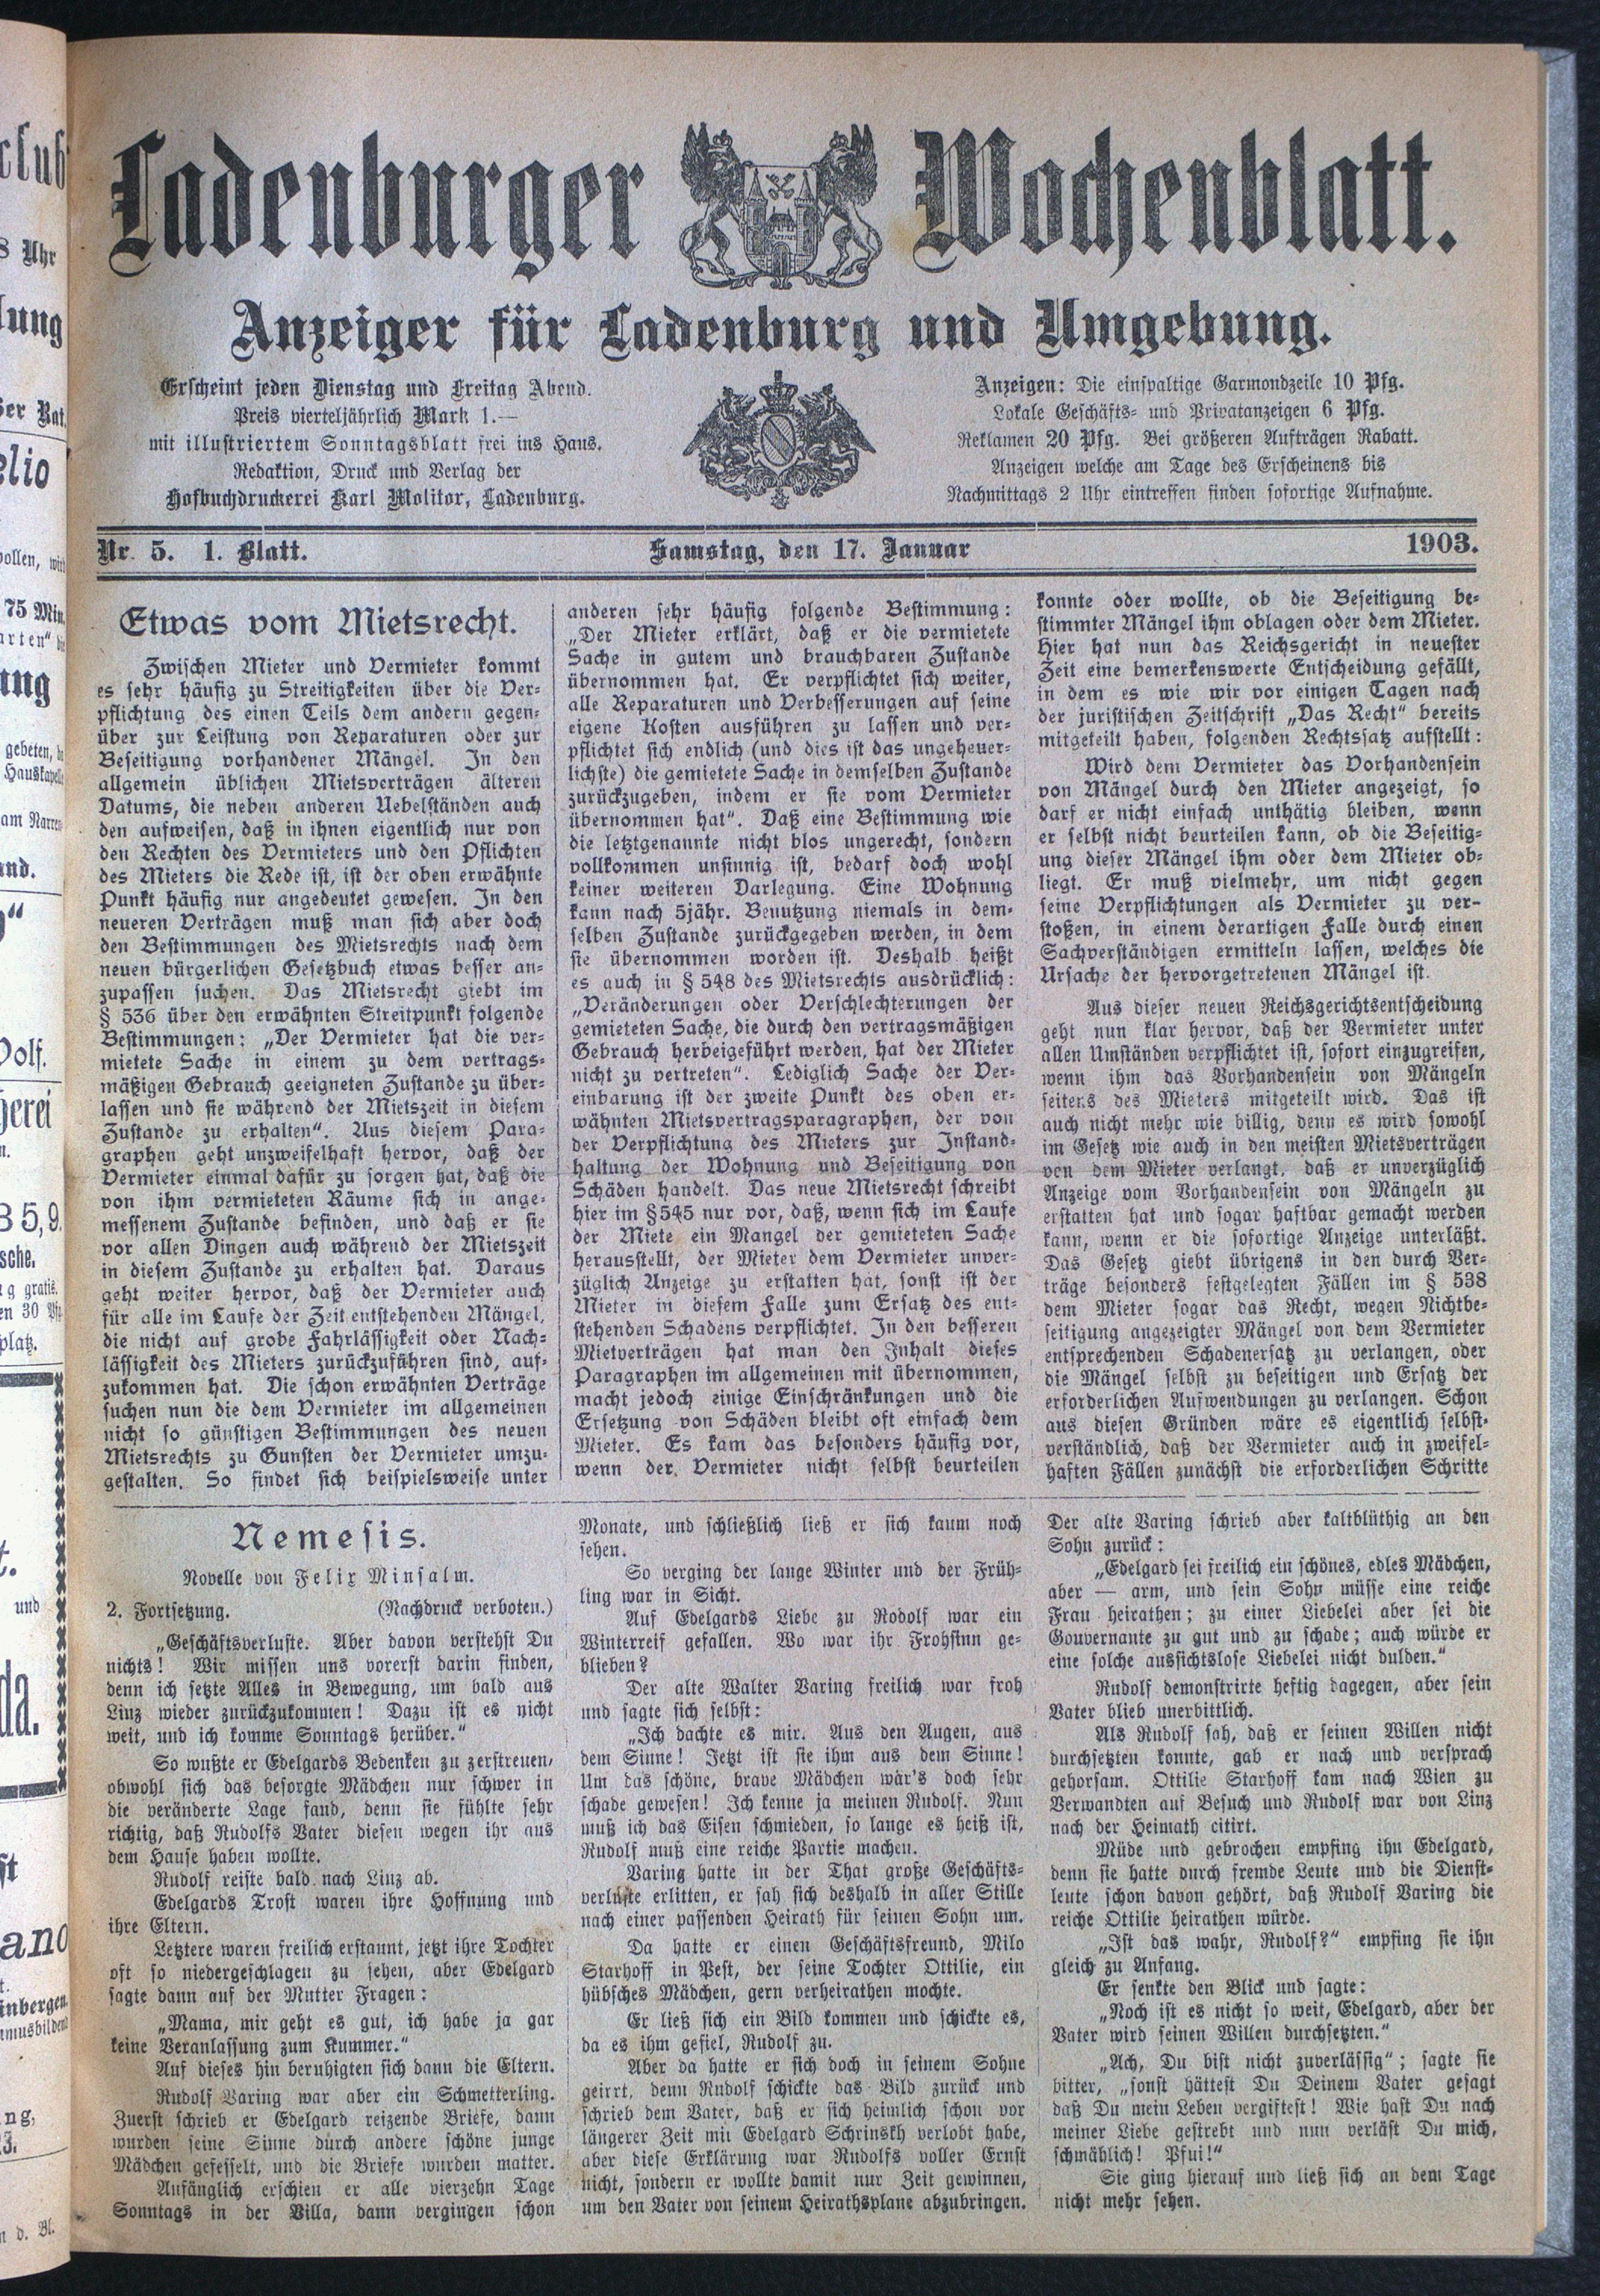 Ladenburger Wochenblatt.
Anzeiger für Ladenburg und Umgebung.
Erscheint jeden Dienstag und Freitag Abend.
Preis vierteljährlich Mark 1.—
mit illustriertem Sonntagsblatt frei ins Haus.
Redaktion, Druck und Verlag der
Hofbuchdruckerei Karl Molitor, Ladenburg.
Anzeigen: Die einspaltige Garmondzeile 10 Pfg.
Lokale Geschäfts- und Privatanzeigen 6 Pfg.
Reklamen 20 Pfg. Bei größeren Aufträgen Rabatt.
Anzeigen welche am Tage des Erscheinens bis
Nachmittags 2 Uhr eintreffen finden sofortige Aufnahme.
Nr. 5. 1. Blatt. Samstag, den 17. Januar 1903.
Etwas vom Mietsrecht.
Zwischen Mieter und Vermieter kommt
es sehr häufig zu Streitigkeiten über die Ver-
pflichtung des einen Teils dem andern gegen-
über zur Leistung von Reparaturen oder zur
Beseitigung vorhandener Mängel. In den
allgemein üblichen Mietsverträgen älteren
Datums, die neben anderen Uebelständen auch
den aufweisen, daß in ihnen eigentlich nur von
den Rechten des Vermieters und den Pflichten
des Mieters die Rede ist, ist der oben erwähnte
Punkt häufig nur angedeutet gewesen. In den
neueren Verträgen muß man sich aber doch
den Bestimmungen des Mietsrechts nach dem
neuen bürgerlichen Gesetzbuch etwas besser an-
zupassen suchen. Das Mietsrecht giebt im
§ 536 über den erwähnten Streitpunkt folgende
Bestimmungen: „Der Vermieter hat die ver-
mietete Sache in einem zu dem vertrags-
mäßigen Gebrauch geeigneten Zustande zu über-
lassen und sie während der Mietszeit in diesem
Zustande zu erhalten“. Aus diesem Para-
graphen geht unzweifelhaft hervor, daß der
Vermieter einmal dafür zu sorgen hat, daß die
von ihm vermieteten Räume sich in ange-
messenem Zustande befinden, und daß er sie
vor allen Dingen auch während der Mietszeit
in diesem Zustande zu erhalten hat. Daraus
geht weiter hervor, daß der Vermieter auch
für alle im Laufe der Zeit entstehenden Mängel,
die nicht auf grobe Fahrlässigkeit oder Nach-
lässigkeit des Mieters zurückzuführen sind, auf-
zukommen hat. Die schon erwähnten Verträge
suchen nun die dem Vermieter im allgemeinen
nicht so günstigen Bestimmungen des neuen
Mietsrechts zu Gunsten der Vermieter umzu-
gestalten. So findet sich beispielsweise unter
anderen sehr häufig folgende Bestimmung:
„Der Mieter erklärt, daß er die vermietete
Sache in gutem und brauchbaren Zustande
übernommen hat. Er verpflichtet sich weiter,
alle Reparaturen und Verbesserungen auf seine
eigene Kosten ausführen zu lassen und ver-
pflichtet sich endlich (und dies ist das ungeheuer-
lichste) die gemietete Sache in demselben Zustande
zurückzugeben, indem er sie vom Vermieter
übernommen hat“. Daß eine Bestimmung wie
die letztgenannte nicht blos ungerecht, sondern
vollkommen unsinnig ist, bedarf doch wohl
keiner weiteren Darlegung. Eine Wohnung
kann nach 5jähr. Benutzung niemals in dem-
selben Zustande zurückgegeben werden, in dem
sie übernommen worden ist. Deshalb heißt
es auch in § 548 des Mietsrechts ausdrücklich:
„Veränderungen oder Verschlechterungen der
gemieteten Sache, die durch den vertragsmäßigen
Gebrauch herbeigeführt werden, hat der Mieter
nicht zu vertreten“. Lediglich Sache der Ver-
einbarung ist der zweite Punkt des oben er-
wähnten Mietsvertragsparagraphen, der von
der Verpflichtung des Mieters zur Instand-
haltung der Wohnung und Beseitigung von
Schäden handelt. Das neue Mietsrecht schreibt
hier im § 545 nur vor, daß, wenn sich im Laufe
der Miete ein Mangel der gemieteten Sache
herausstellt, der Mieter dem Vermieter unver-
züglich Anzeige zu erstatten hat, sonst ist der
Mieter in diesem Falle zum Ersatz des ent-
stehenden Schadens verpflichtet. In den besseren
Mietverträgen hat man den Inhalt dieses
Paragraphen im allgemeinen mit übernommen,
macht jedoch einige Einschränkungen und die
Ersetzung von Schäden bleibt oft einfach dem
Mieter. Es kam das besonders häufig vor,
wenn der Vermieter nicht selbst beurteilen
konnte oder wollte, ob die Beseitigung be-
stimmter Mängel ihm oblagen oder dem Mieter.
Hier hat nun das Reichsgericht in neuester
Zeit eine bemerkenswerte Entscheidung gefällt,
in dem es wie wir vor einigen Tagen nach
der juristischen Zeitschrift „Das Recht“ bereits
mitgeteilt haben, folgenden Rechtssatz aufstellt:
Wird dem Vermieter das Vorhandensein
von Mängel durch den Mieter angezeigt, so
darf er nicht einfach unthätig bleiben, wenn
er selbst nicht beurteilen kann, ob die Beseitig-
ung dieser Mängel ihm oder dem Mieter ob-
liegt. Er muß vielmehr, um nicht gegen
seine Verpflichtungen als Vermieter zu ver-
stoßen, in einem derartigen Falle durch einen
Sachverständigen ermitteln lassen, welches die
Ursache der hervorgetretenen Mängel ist.
Aus dieser neuen Reichsgerichtsentscheidung
geht nun klar hervor, daß der Vermieter unter
allen Umständen verpflichtet ist, sofort einzugreifen,
wenn ihm das Vorhandensein von Mängeln
seitens des Mieters mitgeteilt wird. Das ist
auch nicht mehr wie billig, denn es wird sowohl
im Gesetz wie auch in den meisten Mietsverträgen
von dem Mieter verlangt, daß er unverzüglich
Anzeige vom Vorhandensein von Mängeln zu
erstatten hat und sogar haftbar gemacht werden
kann, wenn er die sofortige Anzeige unterläßt.
Das Gesetz giebt übrigens in den durch Ver-
träge besonders festgelegten Fällen im § 538
dem Mieter sogar das Recht, wegen Nichtbe-
seitigung angezeigter Mängel von dem Vermieter
entsprechenden Schadenersatz zu verlangen, oder
die Mängel selbst zu beseitigen und Ersatz der
erforderlichen Aufwendungen zu verlangen. Schon
aus diesen Gründen wäre es eigentlich selbst-
verständlich, daß der Vermieter auch in zweifel-
haften Fällen zunächst die erforderlichen Schritte
Nemesis.
Novelle von Felix Minsalm.
2. Fortsetzung. (Nachdruck verboten.)
„Geschäftsverluste. Aber davon verstehst Du
nichts! Wir missen uns vorerst darin finden,
denn ich setzte Alles in Bewegung, um bald aus
Linz wieder zurückzukommen! Dazu ist es nicht
weit, und ich komme Sonntags herüber.“
So wußte er Edelgards Bedenken zu zerstreuen,
obwohl sich das besorgte Mädchen nur schwer in
die veränderte Lage fand, denn sie fühlte sehr
richtig, daß Rudolfs Vater diesen wegen ihr aus
dem Hause haben wollte.
Rudolf reiste bald nach Linz ab.
Edelgards Trost waren ihre Hoffnung und
ihre Eltern.
Letztere waren freilich erstaunt, jetzt ihre Tochter
oft so niedergeschlagen zu sehen, aber Edelgard
sagte dann auf der Mutter Fragen:
„Mama, mir geht es gut, ich habe ja gar
keine Veranlassung zum Kummer.“
Auf dieses hin beruhigten sich dann die Eltern.
Rudolf Varing war aber ein Schmetterling.
Zuerst schrieb er Edelgard reizende Briefe, dann
wurden seine Sinne durch andere schöne junge
Mädchen gefesselt, und die Briefe wurden matter.
Anfänglich erschien er alle vierzehn Tage
Sonntags in der Villa, dann vergingen schon
Monate, und schließlich ließ er sich kaum noch
sehen.
So verging der lange Winter und der Früh-
ling war in Sicht.
Auf Edelgards Liebe zu Rodolf war ein
Winterreif gefallen. Wo war ihr Frohsinn ge-
blieben?
Der alte Walter Varing freilich war froh
und sagte sich selbst:
„Ich dachte es mir. Aus den Augen, aus
dem Sinne! Jetzt ist sie ihm aus dem Sinne!
Um das schöne, brave Mädchen wär's doch sehr
schade gewesen! Ich kenne ja meinen Rudolf. Nun
muß ich das Eisen schmieden, so lange es heiß ist,
Rudolf muß eine reiche Partie machen.
Varing hatte in der That große Geschäfts-
verluste erlitten, er sah sich deshalb in aller Stille
nach einer passenden Heirath für seinen Sohn um.
Da hatte er einen Geschäftsfreund, Milo
Starhoff in Pest, der seine Tochter Ottilie, ein
hübsches Mädchen, gern verheirathen mochte.
Er ließ sich ein Bild kommen und schickte es,
da es ihm gefiel, Rudolf zu.
Aber da hatte er sich doch in seinem Sohne
geirrt, denn Rudolf schickte das Bild zurück und
schrieb dem Vater, daß er sich heimlich schon vor
längerer Zeit mit Edelgard Schrinskh verlobt habe,
aber diese Erklärung war Rudolfs voller Ernst
nicht, sondern er wollte damit nur Zeit gewinnen,
um den Vater von seinem Heirathsplane abzubringen.
Der alte Varing schrieb aber kaltblüthig an den
Sohn zurück:
„Edelgard sei freilich ein schönes, edles Mädchen,
aber — arm, und sein Sohn müsse eine reiche
Frau heirathen; zu einer Liebelei aber sei die
Gouvernante zu gut und zu schade; auch würde er
eine solche aussichtslose Liebelei nicht dulden.“
Rudolf demonstrirte heftig dagegen, aber sein
Vater blieb unerbittlich.
Als Rudolf sah, daß er seinen Willen nicht
durchsetzten konnte, gab er nach und versprach
gehorsam. Ottilie Starhoff kam nach Wien zu
Verwandten auf Besuch und Rudolf war von Linz
nach der Heimath citirt.
Müde und gebrochen empfing ihn Edelgard,
denn sie hatte durch fremde Leute und die Dienst-
leute schon davon gehört, daß Rudolf Varing die
reiche Ottilie heirathen würde.
„Ist das wahr, Rudolf?“ empfing sie ihn
gleich zu Anfang.
Er senkte den Blick und sagte:
„Noch ist es nicht so weit, Edelgard, aber der
Vater wird seinen Willen durchsetzten.“
„Ach, Du bist nicht zuverlässig“; sagte sie
bitter, „sonst hättest Du Deinem Vater gesagt
daß Du mein Leben vergiftest! Wie hast Du nach
meiner Liebe gestrebt und nun verläst Du mich,
schmählich! Pfui!“
Sie ging hierauf und ließ sich an dem Tage
nicht mehr sehen.